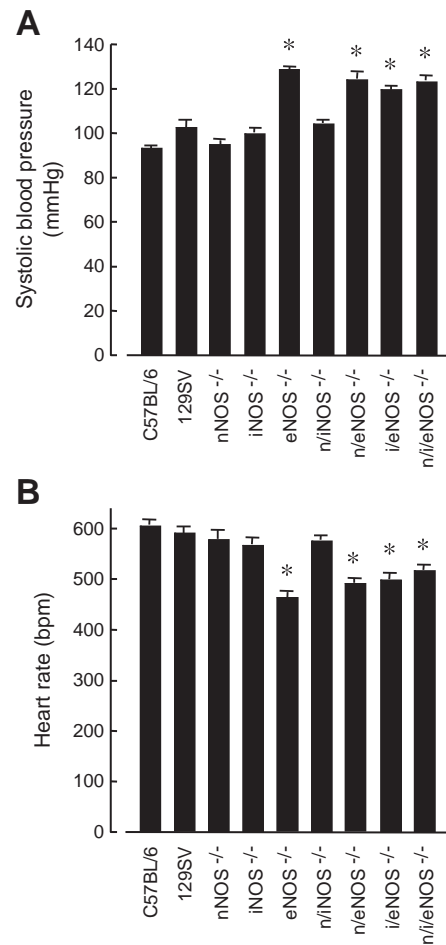 A
Systolic blood pressure
(mmHg)
140
120
100
80
60
40
20
0
*
*
*
*
C57BL/6
129SV
nNOS -/-
iNOS -/-
eNOS -/-
n/iNOS -/-
n/eNOS -/-
i/eNOS -/-
n/i/eNOS -/-
B
Heart rate (bpm)
600
500
400
300
200
100
0
*
*
*
*
C57BL/6
129SV
nNOS -/-
iNOS -/-
eNOS -/-
n/iNOS -/-
n/eNOS -/-
i/eNOS -/-
n/i/eNOS -/-